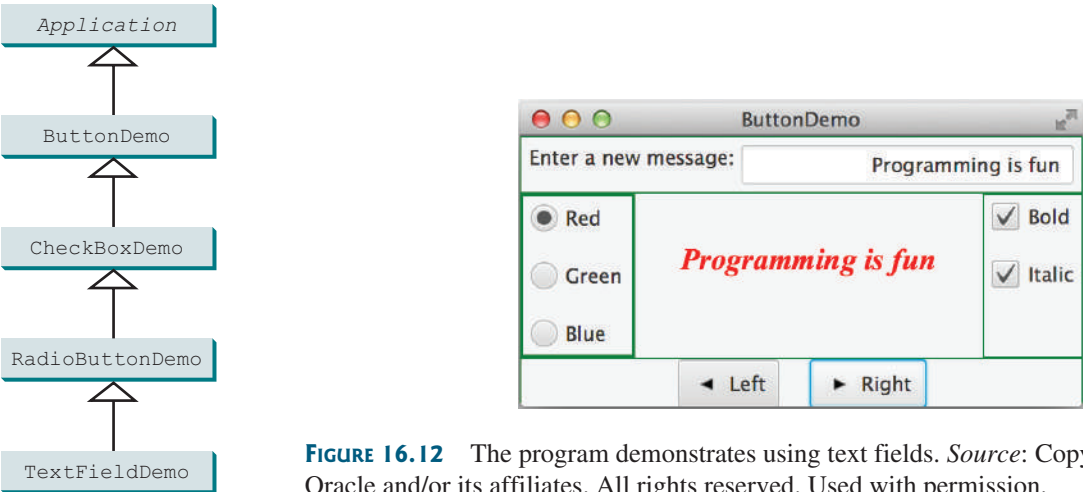 Application
ButtonDemo
CheckBoxDemo
RadioButtonDemo
TextFieldDemo
ButtonDemo
Enter a new message: Programming is fun
Red
Green
Blue
Programming is fun
Bold
Italic
◄ Left ► Right
FIGURE 16.12 The program demonstrates using text fields. Source: Copy
Oracle and/or its affiliates. All rights reserved. Used with permission.